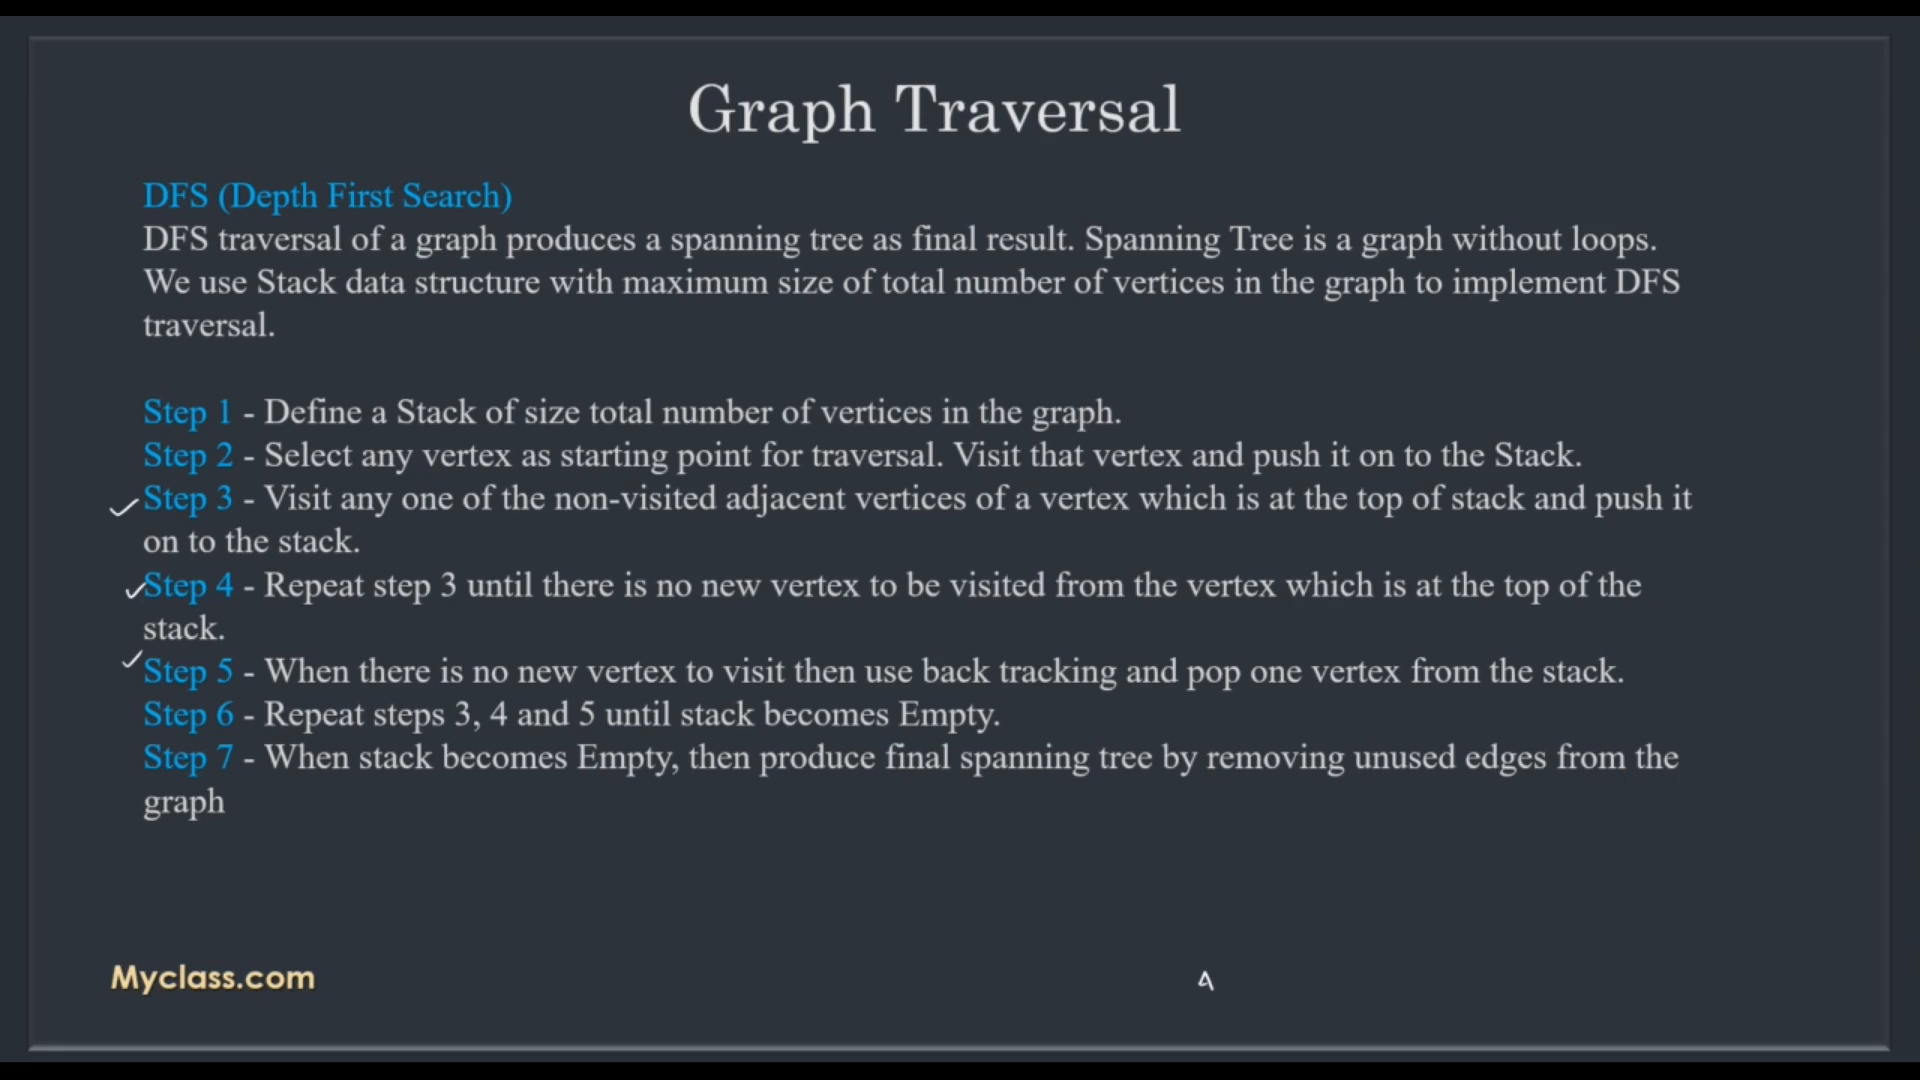 Graph Traversal
DFS (Depth First Search)
DFS traversal of a graph produces a spanning tree as final result. Spanning Tree is a graph without loops.
We use Stack data structure with maximum size of total number of vertices in the graph to implement DFS
traversal.
Step 1 - Define a Stack of size total number of vertices in the graph.
Step 2 - Select any vertex as starting point for traversal. Visit that vertex and push it on to the Stack.
Step 3 - Visit any one of the non-visited adjacent vertices of a vertex which is at the top of stack and push it
on to the stack.
Step 4 - Repeat step 3 until there is no new vertex to be visited from the vertex which is at the top of the
stack.
Step 5 - When there is no new vertex to visit then use back tracking and pop one vertex from the stack.
Step 6 - Repeat steps 3, 4 and 5 until stack becomes Empty.
Step 7 - When stack becomes Empty, then produce final spanning tree by removing unused edges from the
graph
Myclass.com